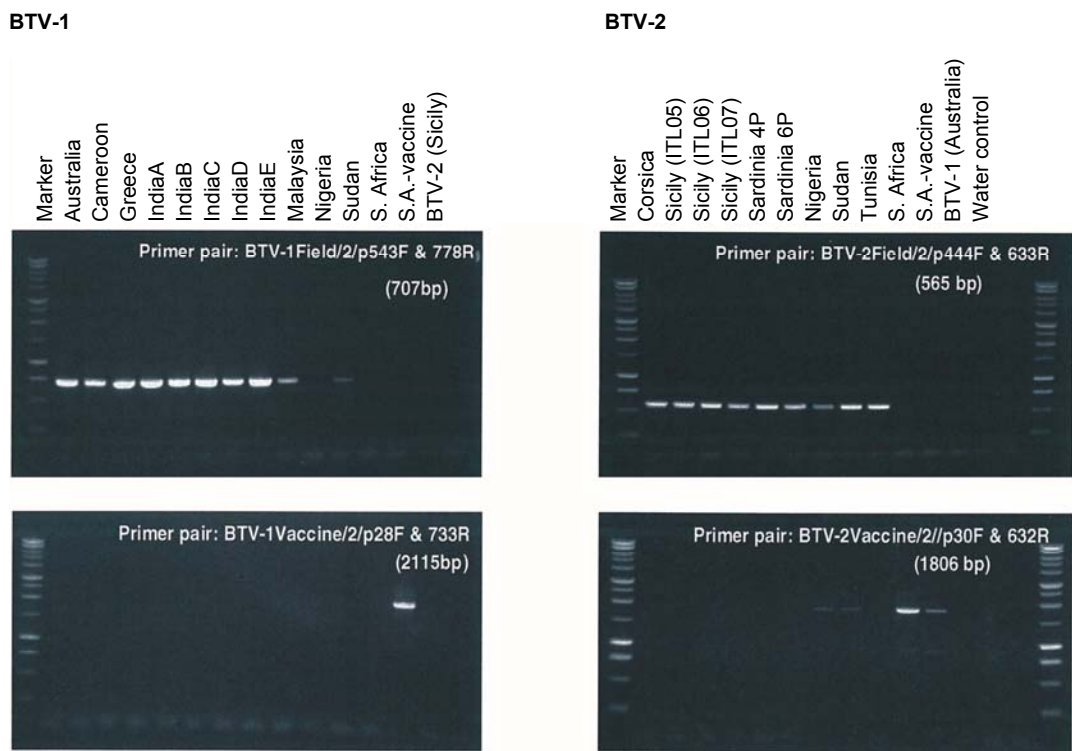 BTV-1
Marker
Australia
Cameroon
Greece
IndiaA
IndiaB
IndiaC
IndiaD
IndiaE
Malaysia
Nigeria
Sudan
S. Africa
S.A.-vaccine
BTV-2 (Sicily)
Primer pair: BTV-1Field/2/p543F & 778R
(707bp)
Primer pair: BTV-1Vaccine/2/p28F & 733R
(2115bp)
BTV-2
Marker
Corsica
Sicily (ITL05)
Sicily (ITL06)
Sicily (ITL07)
Sardinia 4P
Sardinia 6P
Nigeria
Sudan
Tunisia
S. Africa
S.A.-vaccine
BTV-1 (Australia)
Water control
Primer pair: BTV-2Field/2/p444F & 633R
(565 bp)
Primer pair: BTV-2Vaccine/2//p30F & 632R
(1806 bp)